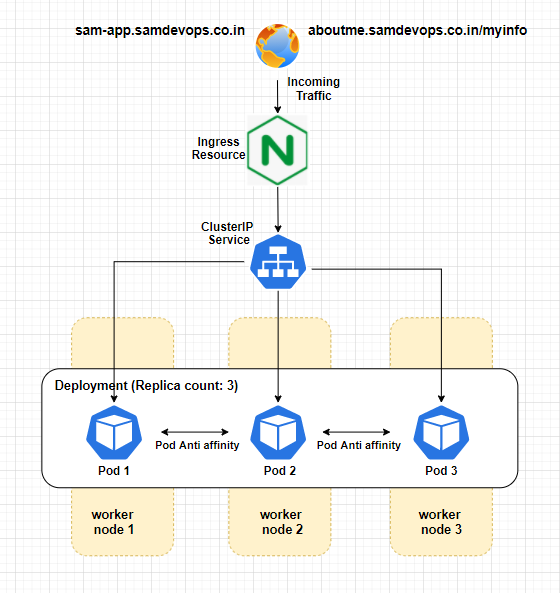 sam-app.samdevops.co.in
aboutme.samdevops.co.in/myinfo
Incoming
Traffic
Ingress
Resource
N
ClusterIP
Service
Deployment (Replica count: 3)
Pod Anti affinity
Pod Anti affinity
Pod 1
Pod 2
Pod 3
worker
node 1
worker
node 2
worker
node 3